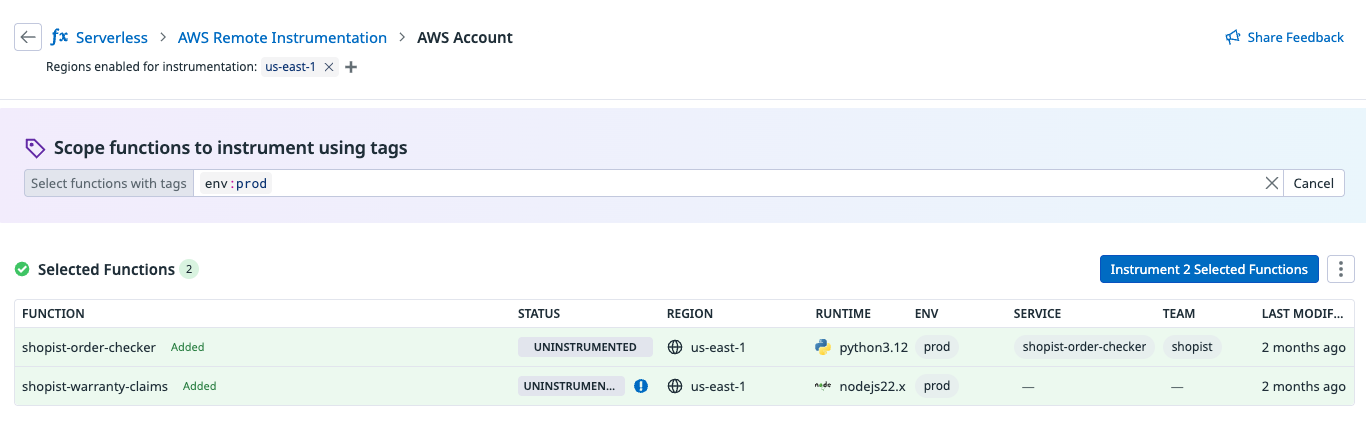 fx Serverless > AWS Remote Instrumentation > AWS Account Share Feedback
Regions enabled for instrumentation: us-east-1
Scope functions to instrument using tags
Select functions with tags env:prod Cancel
Selected Functions 2 Instrument 2 Selected Functions
FUNCTION STATUS REGION RUNTIME ENV SERVICE TEAM LAST MODIF...
shopist-order-checker Added UNINSTRUMENTED us-east-1 python3.12 prod shopist-order-checker shopist 2 months ago
shopist-warranty-claims Added UNINSTRUMEN... us-east-1 node nodejs22.x prod — — 2 months ago